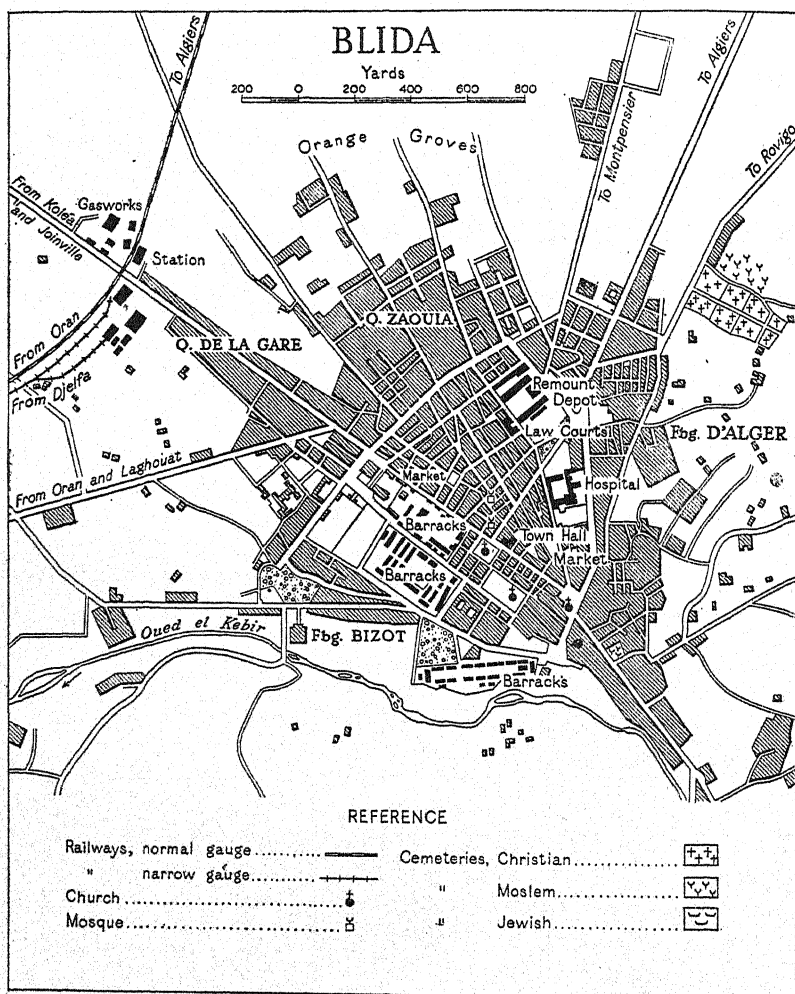 BLIDA
Yards
200 0 200 400 600 800
To Algiers
Orange Groves
To Montpensier
To Algiers
To Rovigo
From Koléa
and Joinville
Gasworks
Station
Q. ZAOUIA
Q. DE LA GARE
From Oran
From Djelfa
Remount
Depot
Law Courts
Fbg. D'ALGER
From Oran and Laghouat
Market
Hospital
Barracks
Town Hall
Market
Barracks
Oued el Kebir
Fbg. BIZOT
Barracks
REFERENCE
Railways, normal gauge
" narrow gauge
Church
Mosque
Cemeteries, Christian
" Moslem
" Jewish